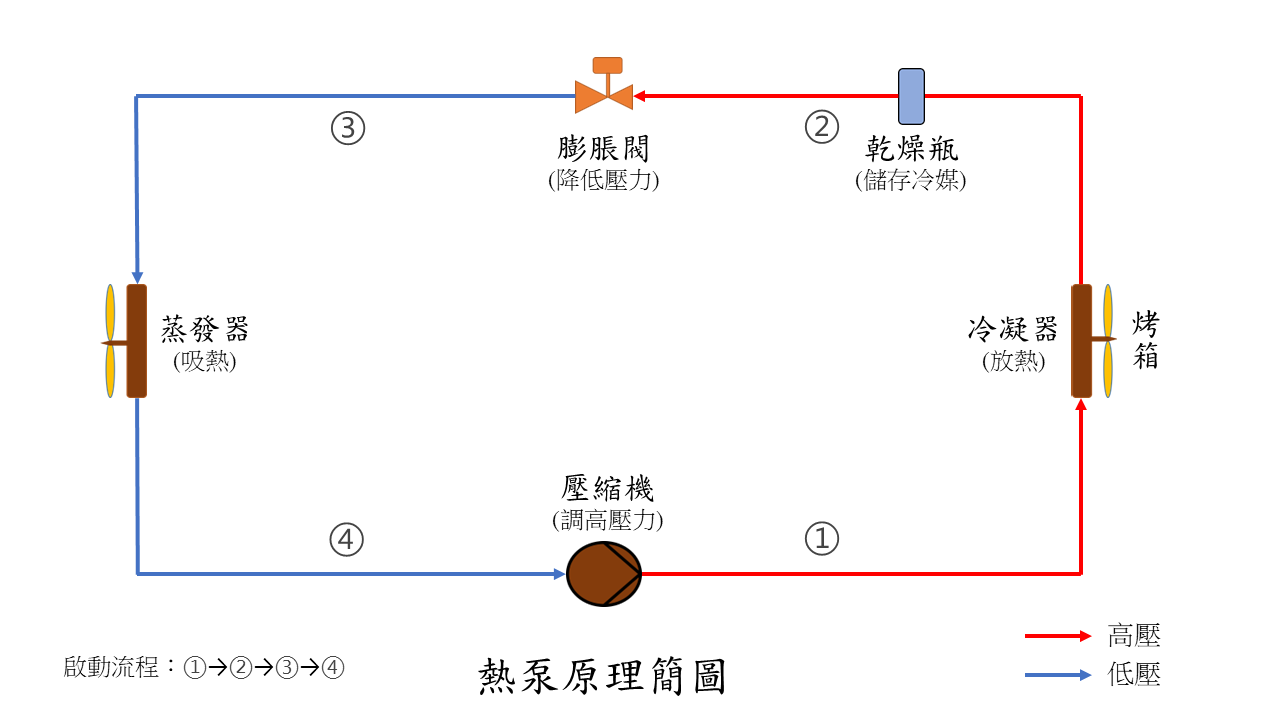 ③
②
膨脹閥
(降低壓力)
乾燥瓶
(儲存冷媒)
蒸發器
(吸熱)
冷凝器
(放熱)
烤
箱
壓縮機
(調高壓力)
④
①
高壓
低壓
啟動流程：①→②→③→④
熱泵原理簡圖